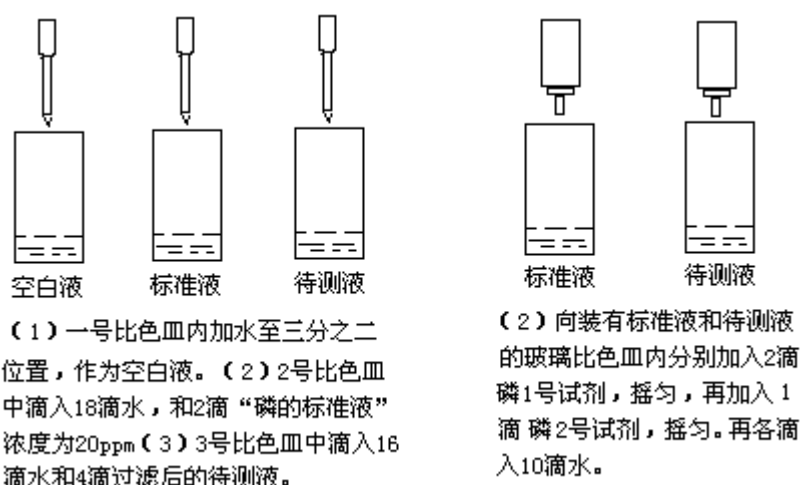 空白液
标准液
待测液
（1）一号比色皿内加水至三分之二
位置，作为空白液。（2）2号比色皿
中滴入18滴水，和2滴“磷的标准液”
浓度为20ppm（3）3号比色皿中滴入16
滴水和4滴过滤后的待测液。
标准液
待测液
（2）向装有标准液和待测液
的玻璃比色皿内分别加入2滴
磷1号试剂，摇匀，再加入 1
滴 磷2号试剂，摇匀。再各滴
入10滴水。